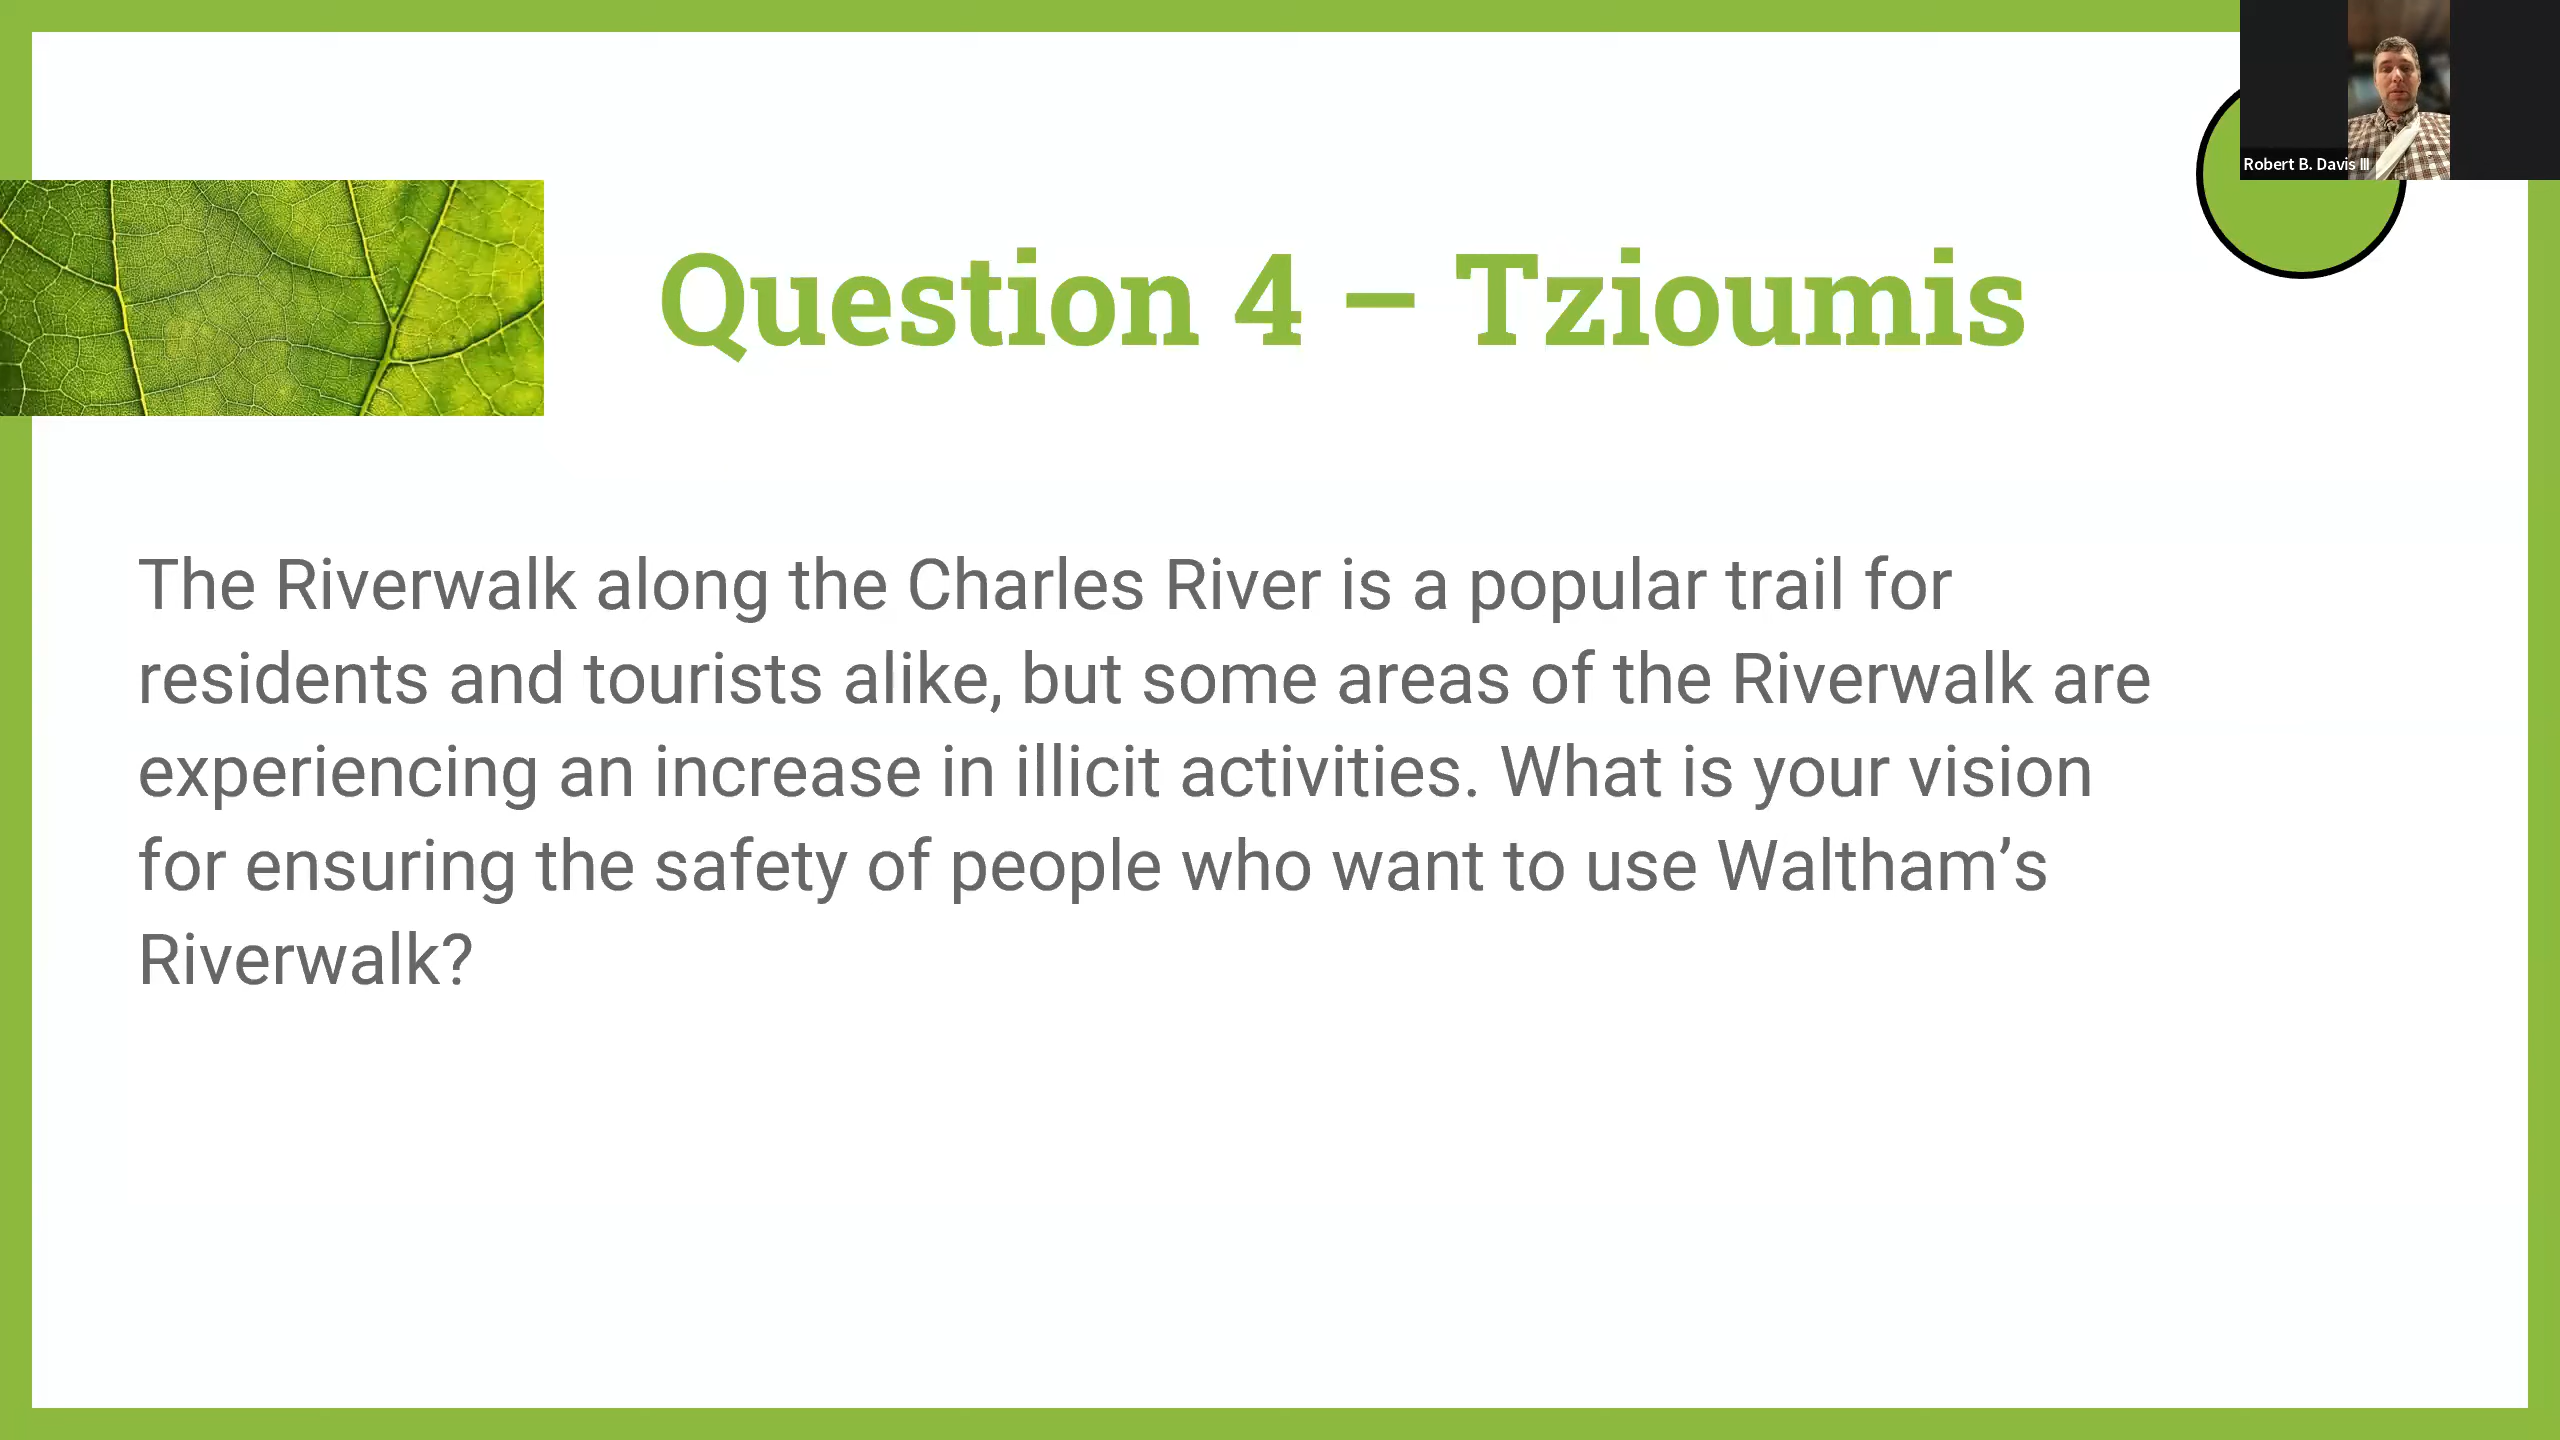 Robert B. Davis III
Question 4 – Tzioumis
The Riverwalk along the Charles River is a popular trail for
residents and tourists alike, but some areas of the Riverwalk are
experiencing an increase in illicit activities. What is your vision
for ensuring the safety of people who want to use Waltham’s
Riverwalk?